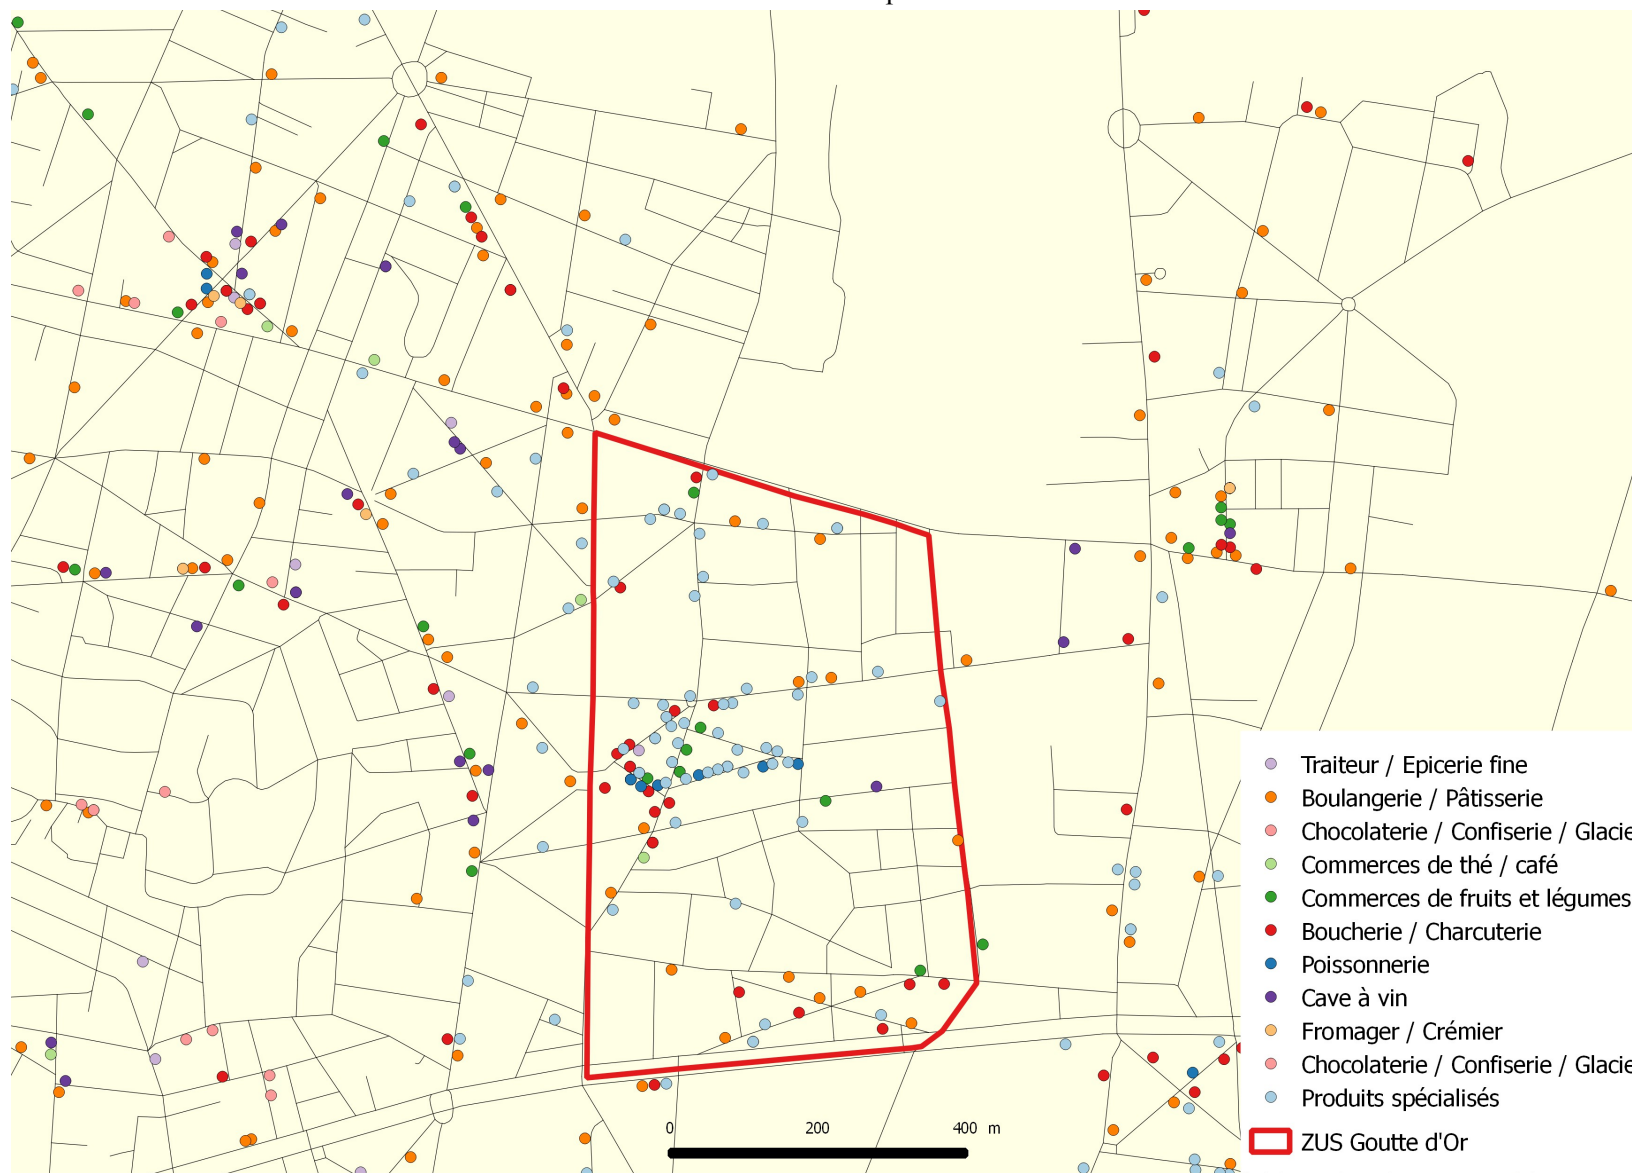 Traiteur / Epicerie fine
Boulangerie / Pâtisserie
Chocolaterie / Confiserie / Glacie
Commerces de thé / café
Commerces de fruits et légumes
Boucherie / Charcuterie
Poissonnerie
Cave à vin
Fromager / Crémier
Chocolaterie / Confiserie / Glacie
Produits spécialisés
0 200 400 m
ZUS Goutte d'Or